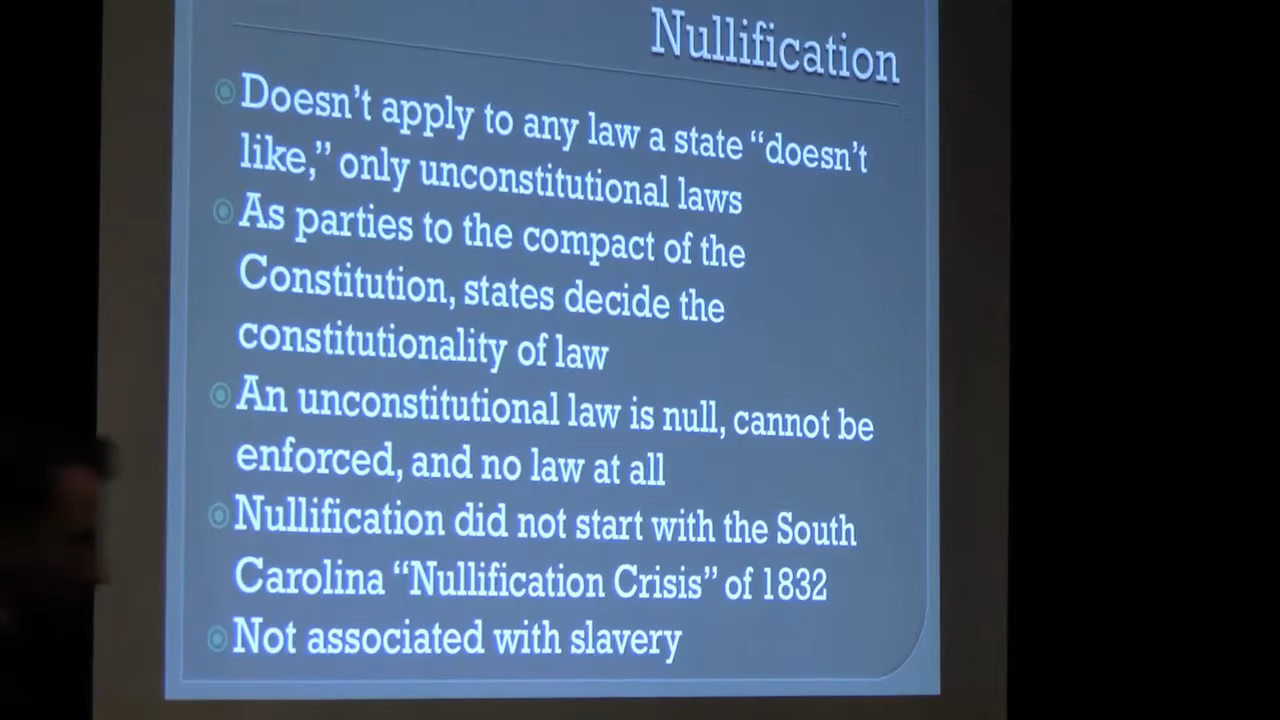 Nullification
Doesn't apply to any law a state “doesn't
like,” only unconstitutional laws
As parties to the compact of the
Constitution, states decide the
constitutionality of law
An unconstitutional law is null, cannot be
enforced, and no law at all
Nullification did not start with the South
Carolina “Nullification Crisis” of 1832
Not associated with slavery